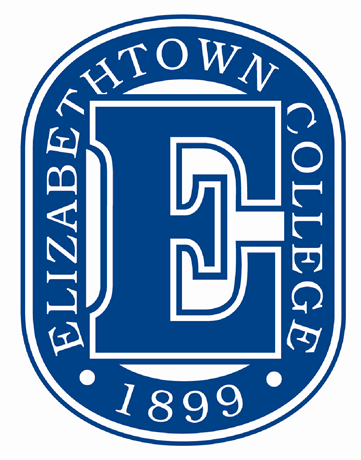 ELIZABETHTOWN COLLEGE
E
• 1899 •